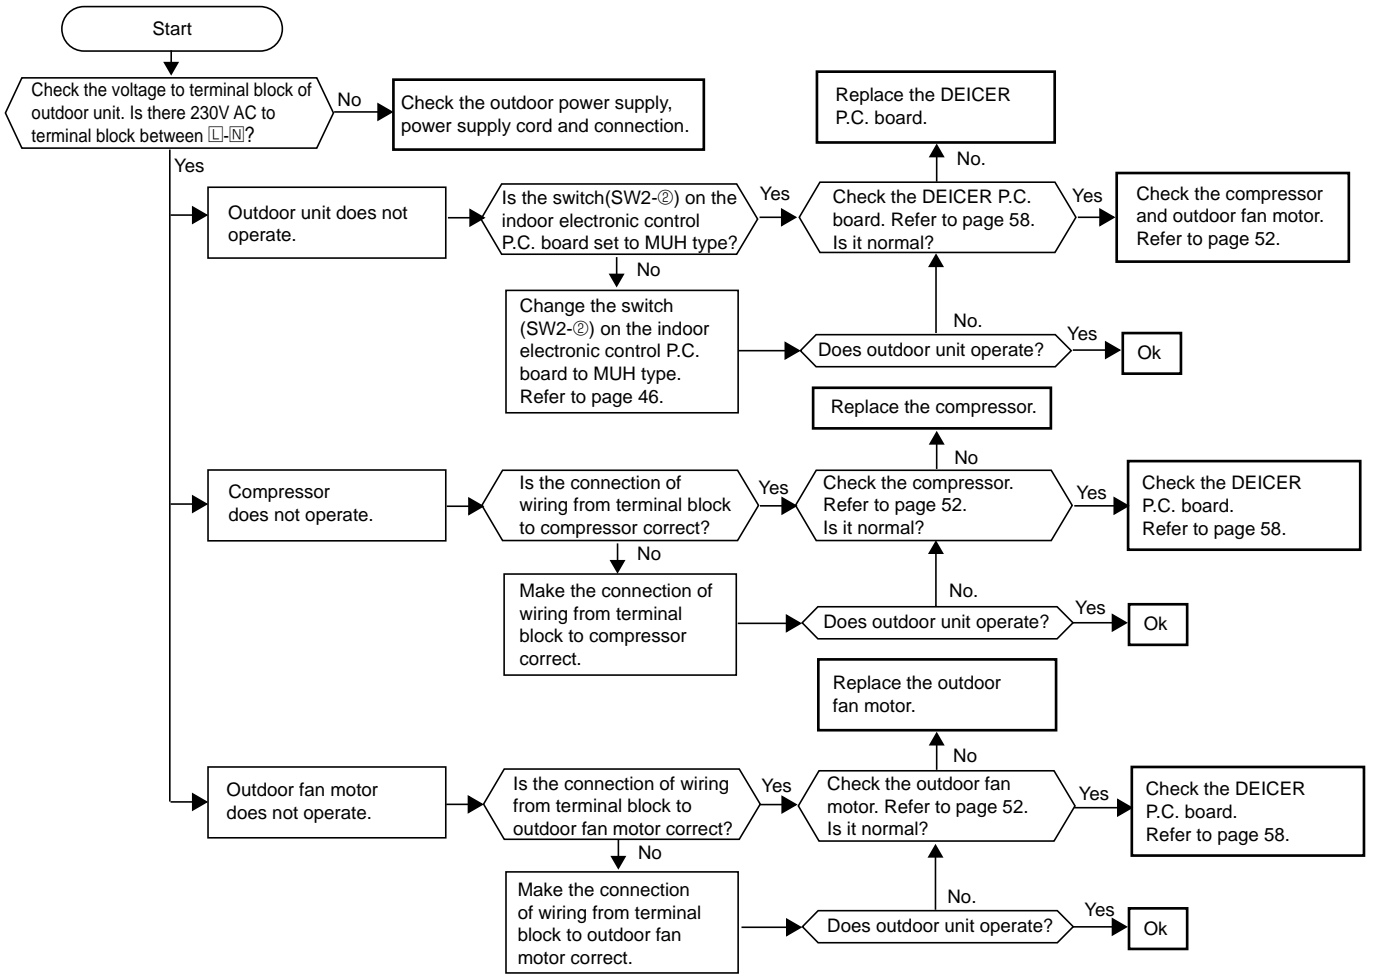 Start
Check the voltage to terminal block of
outdoor unit. Is there 230V AC to
terminal block between L-N?
No
Check the outdoor power supply,
power supply cord and connection.
Yes
Outdoor unit does not
operate.
Is the switch(SW2-②) on the
indoor electronic control
P.C. board set to MUH type?
Yes
Check the DEICER P.C.
board. Refer to page 58.
Is it normal?
No.
Replace the DEICER
P.C. board.
Yes
Check the compressor
and outdoor fan motor.
Refer to page 52.
No
Change the switch
(SW2-②) on the indoor
electronic control P.C.
board to MUH type.
Refer to page 46.
Does outdoor unit operate?
No.
Yes
Ok
Compressor
does not operate.
Is the connection of
wiring from terminal block
to compressor correct?
Yes
Check the compressor.
Refer to page 52.
Is it normal?
No
Replace the compressor.
Yes
Check the DEICER
P.C. board.
Refer to page 58.
No
Make the connection of
wiring from terminal
block to compressor
correct.
Does outdoor unit operate?
No.
Yes
Ok
Outdoor fan motor
does not operate.
Is the connection of wiring
from terminal block to
outdoor fan motor correct?
Yes
Check the outdoor fan
motor. Refer to page 52.
Is it normal?
No
Replace the outdoor
fan motor.
Yes
Check the DEICER
P.C. board.
Refer to page 58.
No
Make the connection
of wiring from terminal
block to outdoor fan
motor correct.
Does outdoor unit operate?
No.
Yes
Ok